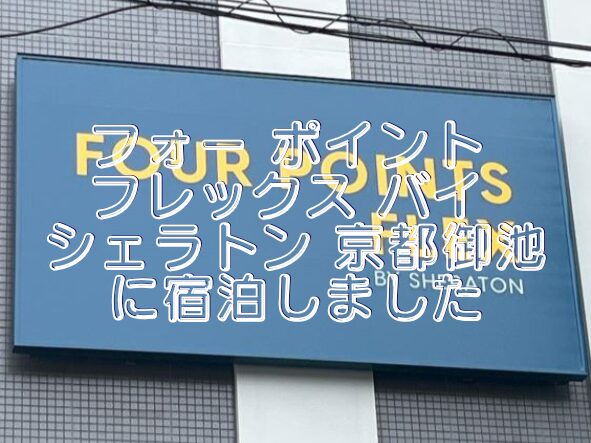 フォー ポイント
フレックス バイ
シェラトン 京都御池
に宿泊しました
FOUR POINTS
FLEX
BY SHERATON